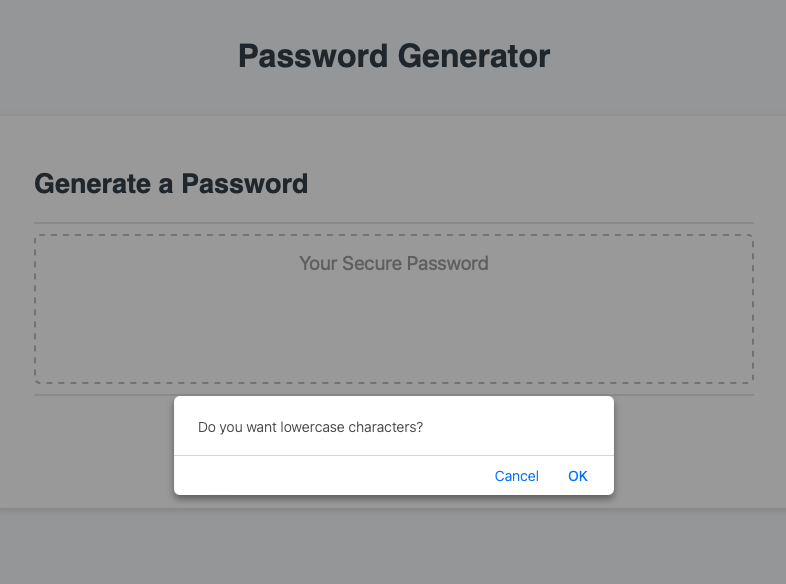 Password Generator
Generate a Password
Your Secure Password
Do you want lowercase characters?
Cancel OK